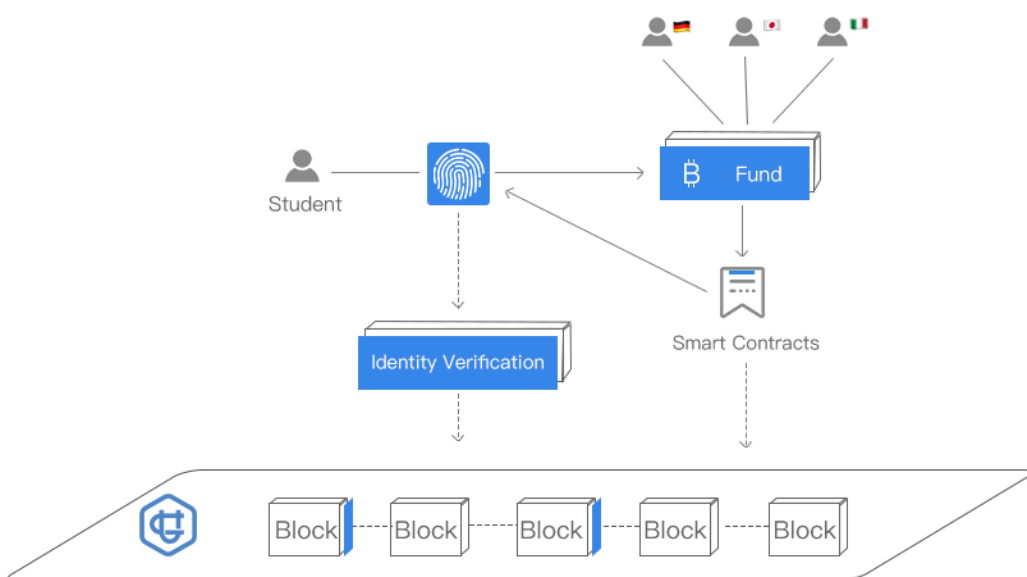 Fund
Student
Smart Contracts
Identity Verification
Block
Block
Block
Block
Block